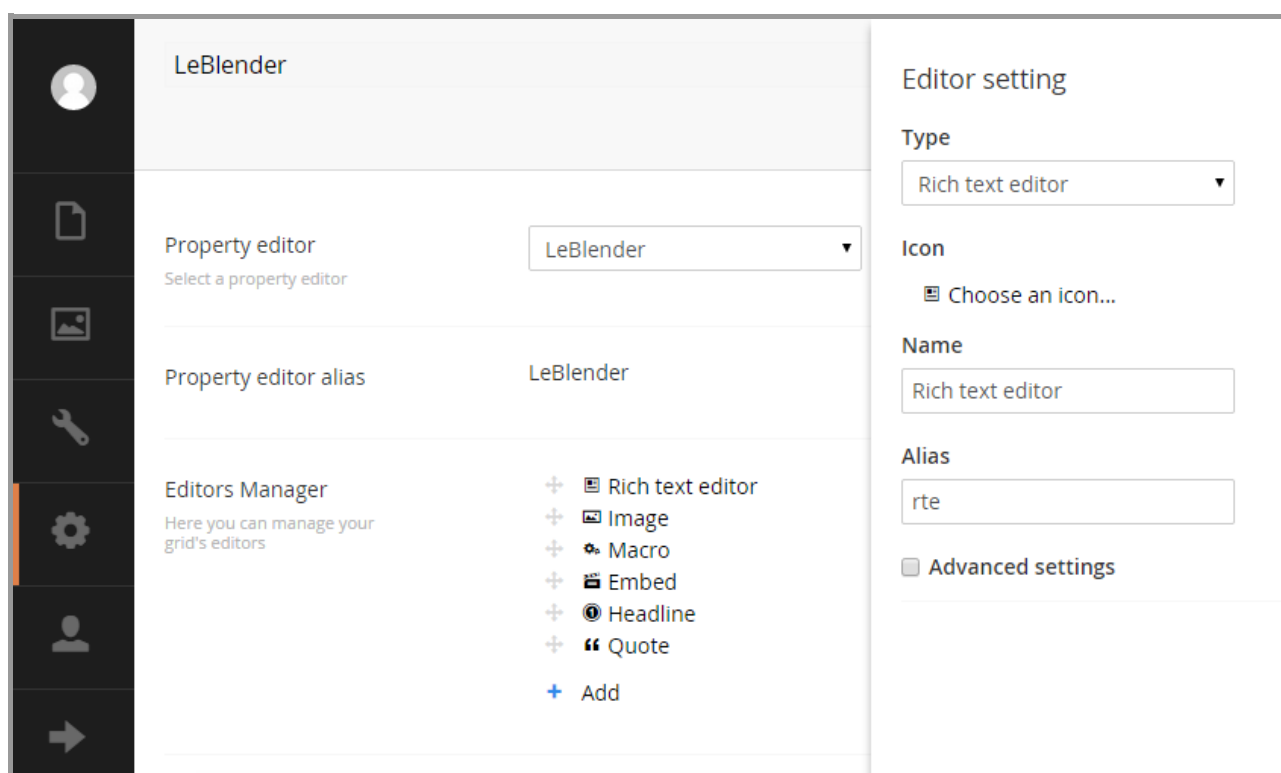 LeBlender
Property editor
Select a property editor
LeBlender
Property editor alias
LeBlender
Editors Manager
Here you can manage your
grid's editors
Rich text editor
Image
Macro
Embed
Headline
Quote
+ Add
Editor setting
Type
Rich text editor
Icon
Choose an icon...
Name
Rich text editor
Alias
rte
Advanced settings